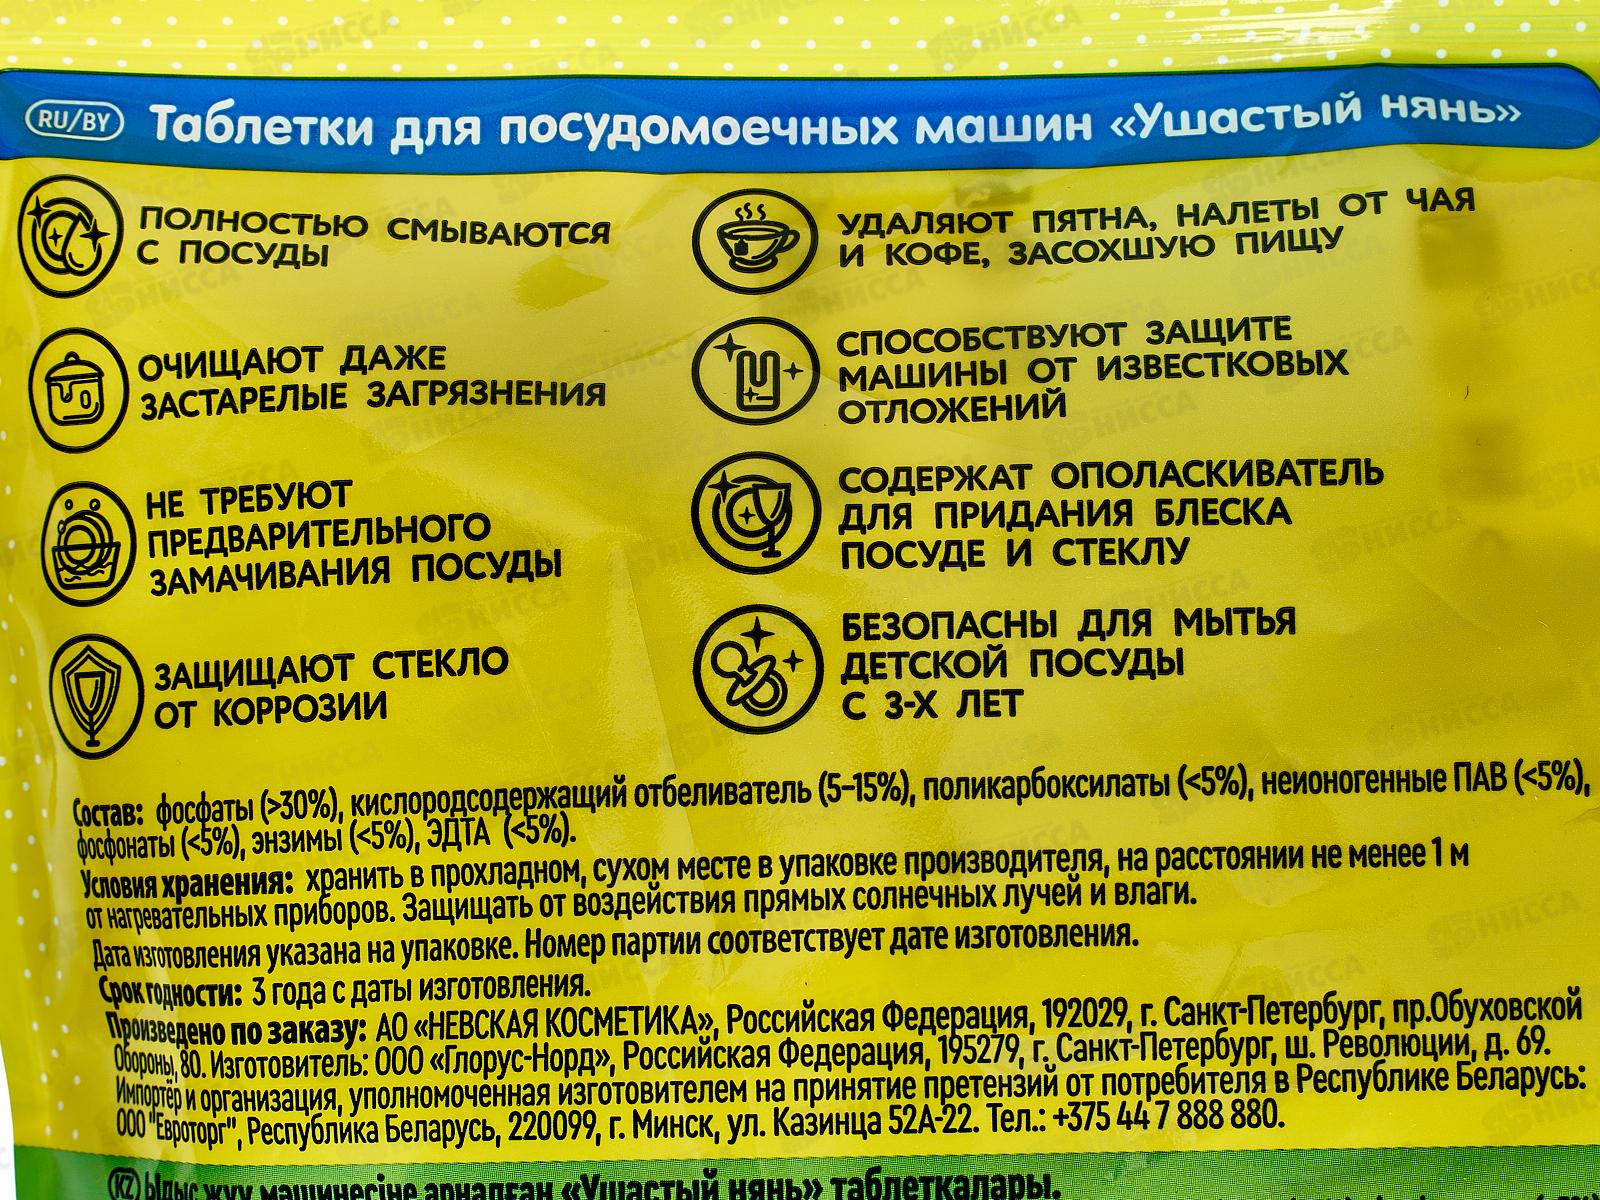 RU/BY Таблетки для посудомоечных машин «Ушастый нянь»
ПОЛНОСТЬЮ СМЫВАЮТСЯ
С ПОСУДЫ
ОЧИЩАЮТ ДАЖЕ
ЗАСТАРЕЛЫЕ ЗАГРЯЗНЕНИЯ
НЕ ТРЕБУЮТ
ПРЕДВАРИТЕЛЬНОГО
ЗАМАЧИВАНИЯ ПОСУДЫ
ЗАЩИЩАЮТ СТЕКЛО
ОТ КОРРОЗИИ
УДАЛЯЮТ ПЯТНА, НАЛЕТЫ ОТ ЧАЯ
И КОФЕ, ЗАСОХШУЮ ПИЩУ
СПОСОБСТВУЮТ ЗАЩИТЕ
МАШИНЫ ОТ ИЗВЕСТКОВЫХ
ОТЛОЖЕНИЙ
СОДЕРЖАТ ОПОЛАСКИВАТЕЛЬ
ДЛЯ ПРИДАНИЯ БЛЕСКА
ПОСУДЕ И СТЕКЛУ
БЕЗОПАСНЫ ДЛЯ МЫТЬЯ
ДЕТСКОЙ ПОСУДЫ
С 3-Х ЛЕТ
Состав: фосфаты (>30%), кислородсодержащий отбеливатель (5–15%), поликарбоксилаты (<5%), неионогенные ПАВ (<5%),
фосфонаты (<5%), энзимы (<5%), ЭДТА (<5%).
Условия хранения: хранить в прохладном, сухом месте в упаковке производителя, на расстоянии не менее 1 м
от нагревательных приборов. Защищать от воздействия прямых солнечных лучей и влаги.
Дата изготовления указана на упаковке. Номер партии соответствует дате изготовления.
Срок годности: 3 года с даты изготовления.
Произведено по заказу: АО «НЕВСКАЯ КОСМЕТИКА», Российская Федерация, 192029, г. Санкт-Петербург, пр.Обуховской
Обороны, 80. Изготовитель: ООО «Глорус-Норд», Российская Федерация, 195279, г. Санкт-Петербург, ш. Революции, д. 69.
Импортёр и организация, уполномоченная изготовителем на принятие претензий от потребителя в Республике Беларусь:
ООО "Евроторг", Республика Беларусь, 220099, г. Минск, ул. Казинца 52А-22. Тел.: +375 44 7 888 880.
KZ Ыдыс жуу машинесіне арналған «Ушастый нянь» таблеткалары.